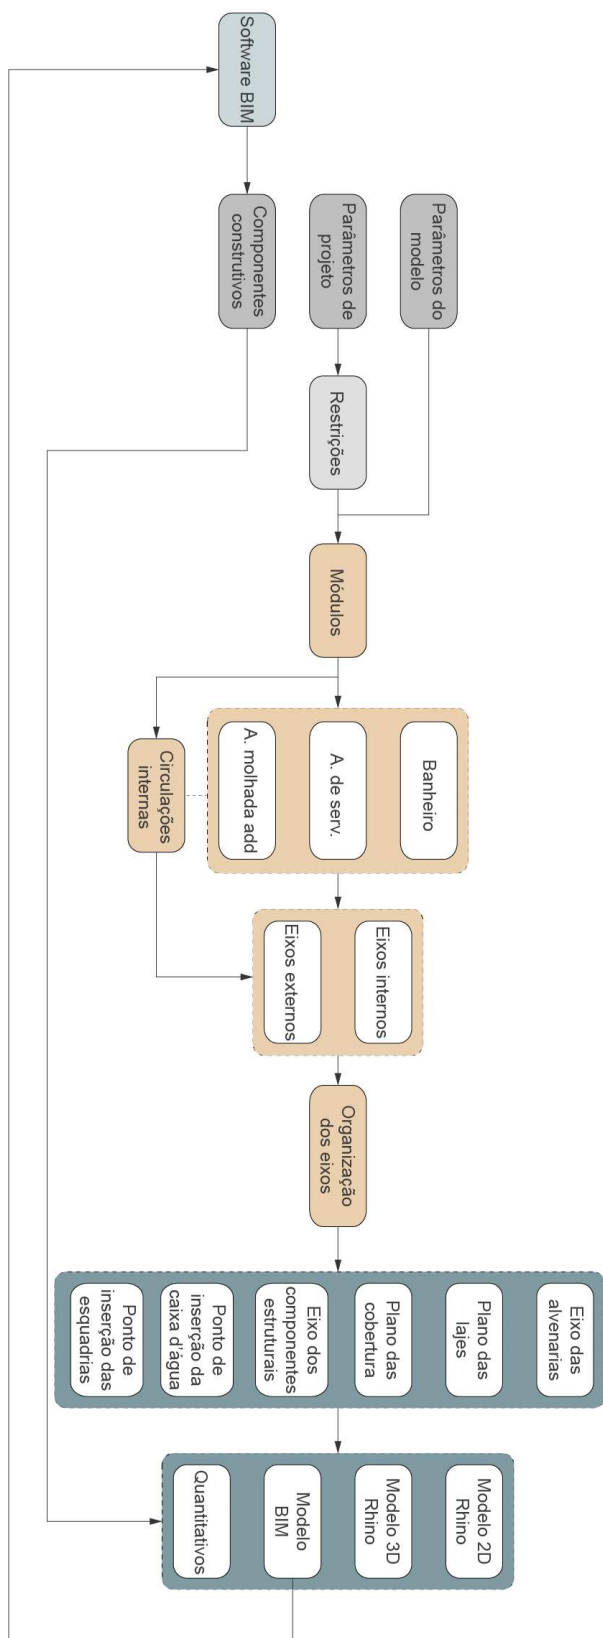 Software BIM
Parâmetros do
modelo
Parâmetros de
projeto
Componentes
construtivos
Restrições
Módulos
Banheiro
A. de serv.
A. molhada add
Circulações
internas
Eixos internos
Eixos externos
Organização
dos eixos
Eixo das
alvenarias
Plano das
lajes
Plano das
cobertura
Eixo dos
componentes
estruturais
Ponto de
inserção da
caixa d'água
Ponto de
inserção das
esquadrias
Modelo 2D
Rhino
Modelo 3D
Rhino
Modelo
BIM
Quantitativos